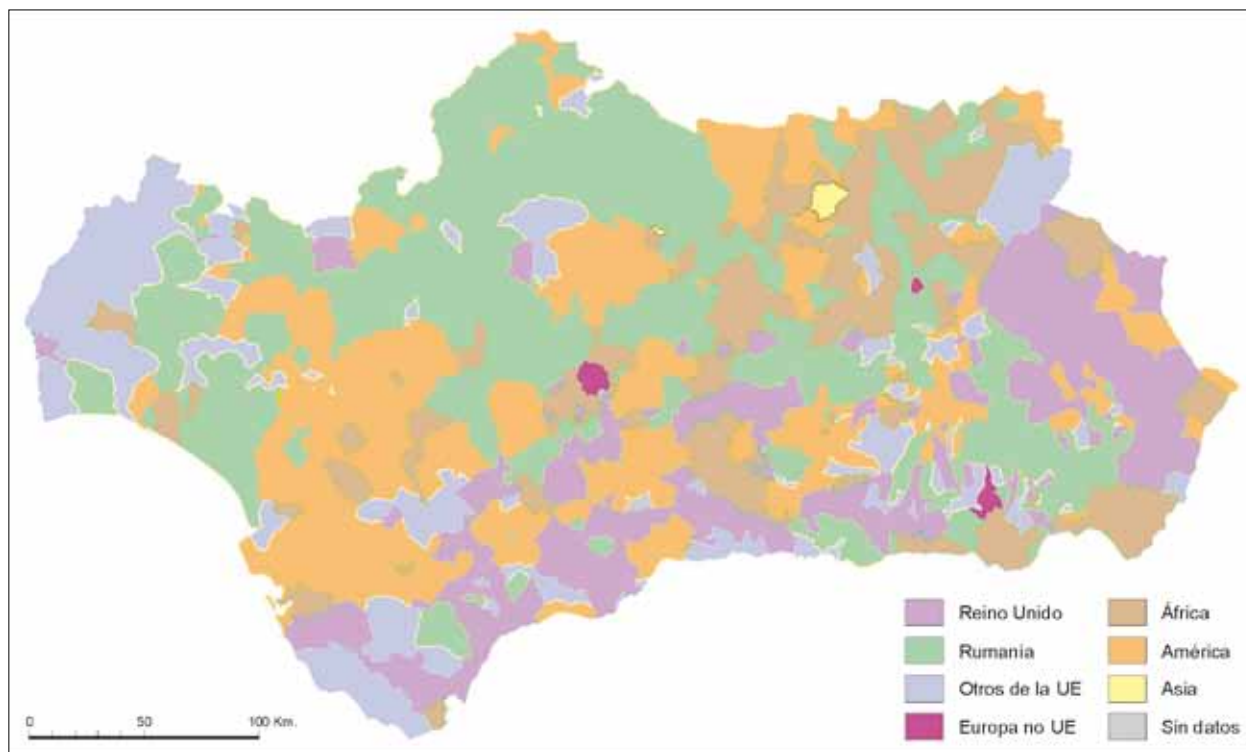 Reino Unido
Rumanía
Otros de la UE
Europa no UE
África
América
Asia
Sin datos
0 50 100 Km.